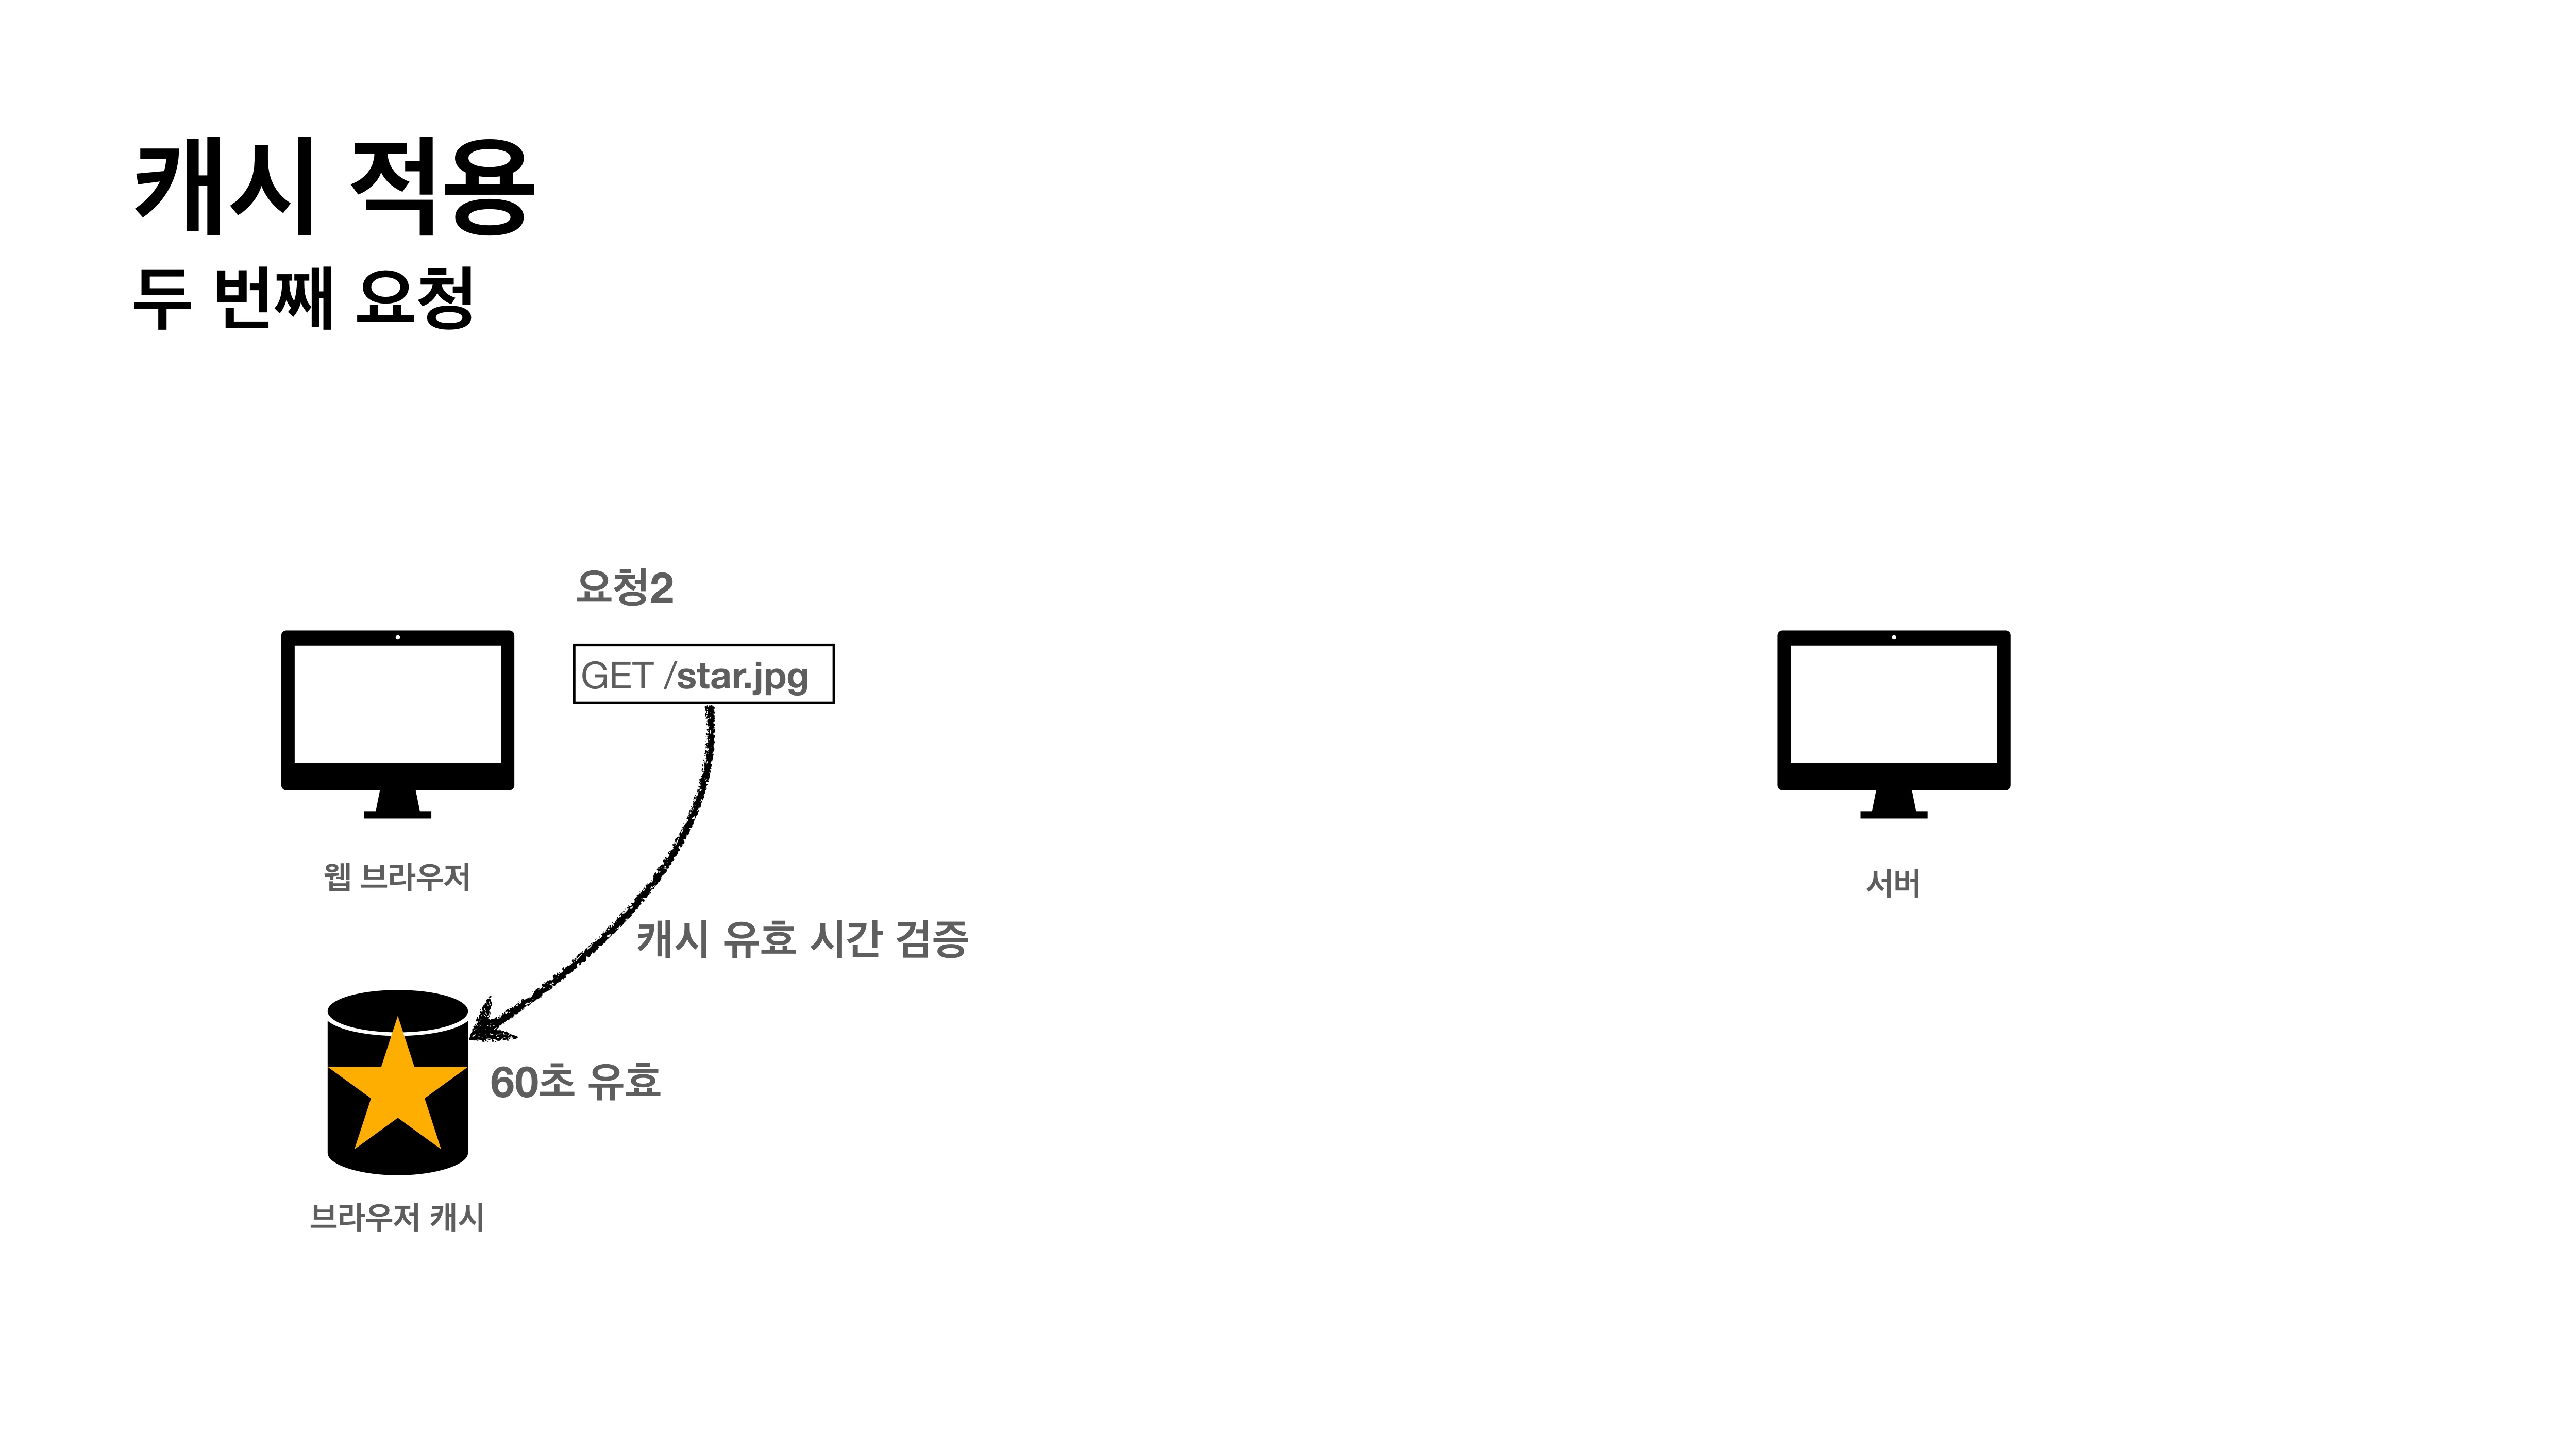 캐시 적용
두 번째 요청
요청2
GET /star.jpg
웹 브라우저
서버
캐시 유효 시간 검증
60초 유효
브라우저 캐시